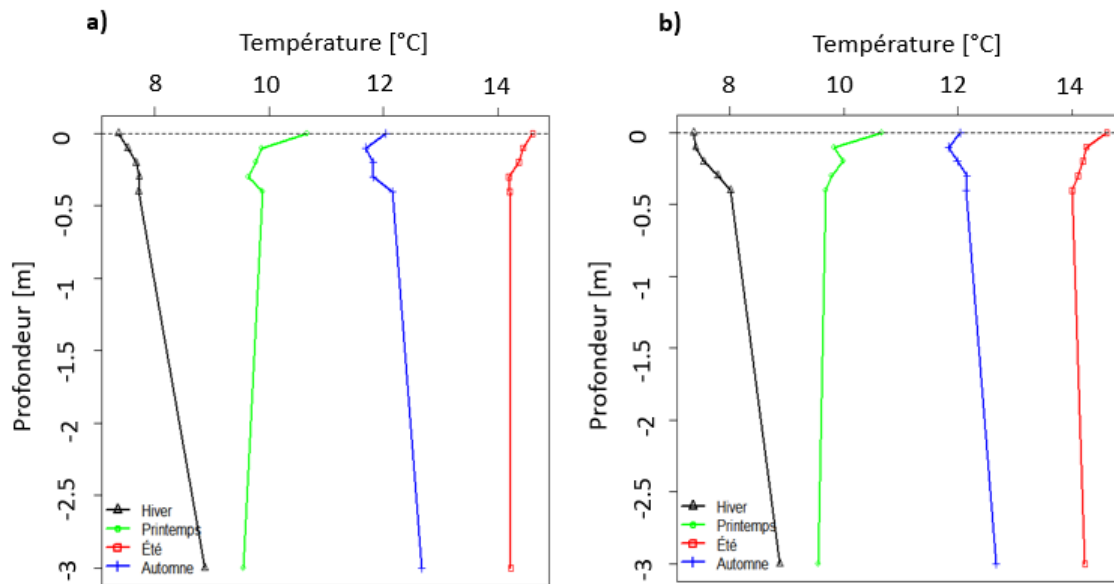 a)
Température [°C]
8 10 12 14
0
-0.5
-1
-1.5
-2
-2.5
-3
Profondeur [m]
Hiver
Printemps
Été
Automne
b)
Température [°C]
8 10 12 14
0
-0.5
-1
-1.5
-2
-2.5
-3
Profondeur [m]
Hiver
Printemps
Été
Automne